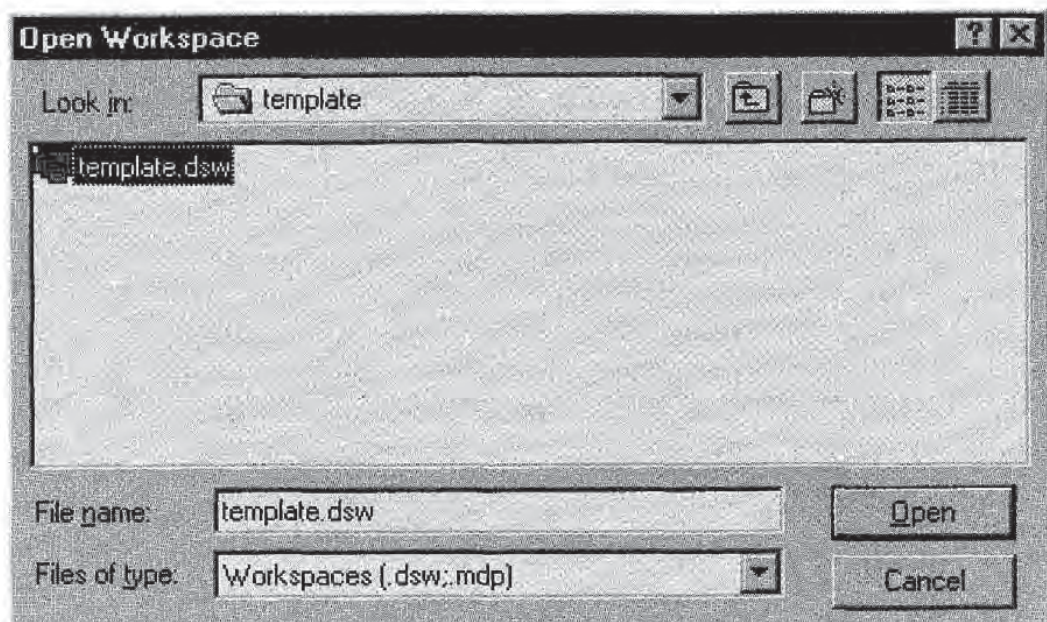 Open Workspace
Look in: template
template.dsw
File name: template.dsw Open
Files of type: Workspaces (.dsw;.mdp) Cancel